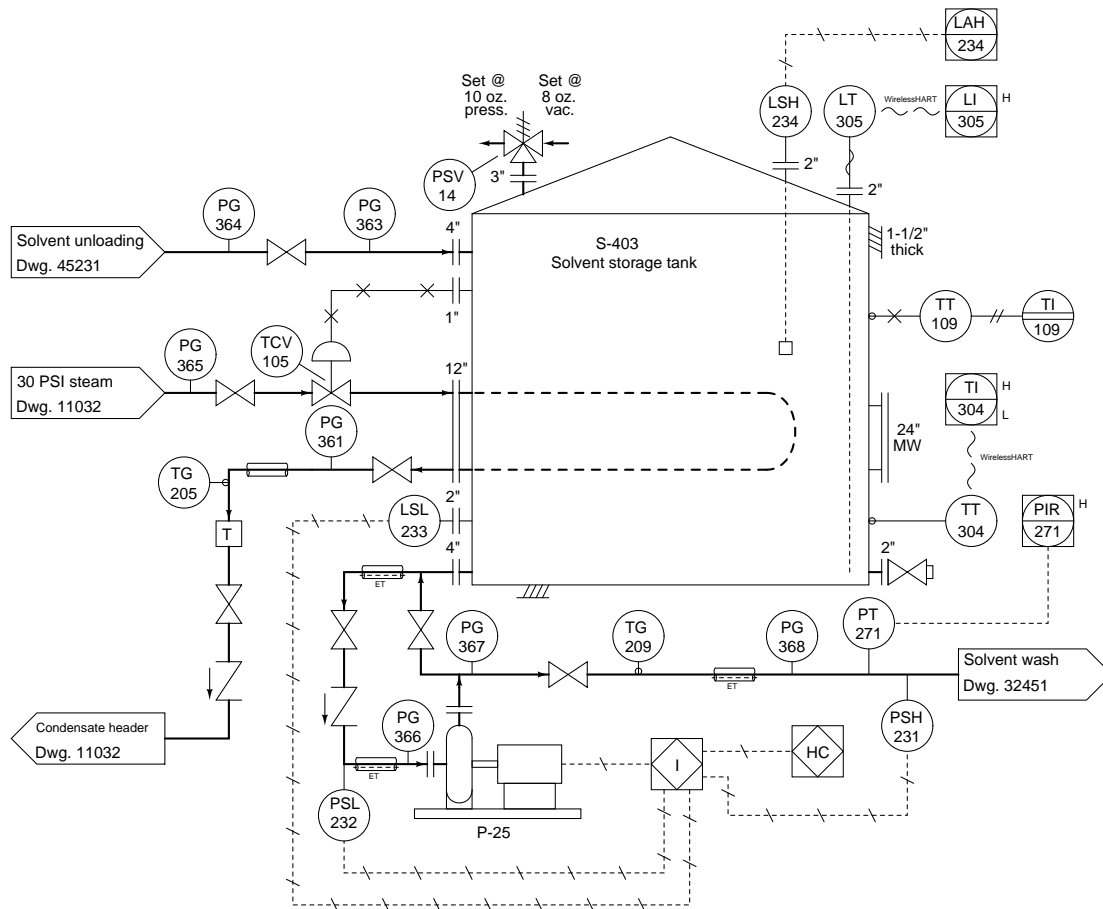 LAH
234
Set @
10 oz.
press.
Set @
8 oz.
vac.
LSH
234
LT
305
WirelessHART
LI
305
H
PSV
14
3"
2"
2"
PG
364
PG
363
4"
Solvent unloading
Dwg. 45231
S-403
Solvent storage tank
1-1/2"
thick
1"
TT
109
TI
109
PG
365
TCV
105
12"
30 PSI steam
Dwg. 11032
TI
304
H
L
PG
361
24"
MW
WirelessHART
TG
205
2"
LSL
233
TT
304
PIR
271
H
T
4"
2"
ET
PG
367
TG
209
PG
368
PT
271
ET
Solvent wash
Dwg. 32451
Condensate header
Dwg. 11032
PG
366
ET
I
HC
PSH
231
PSL
232
P-25